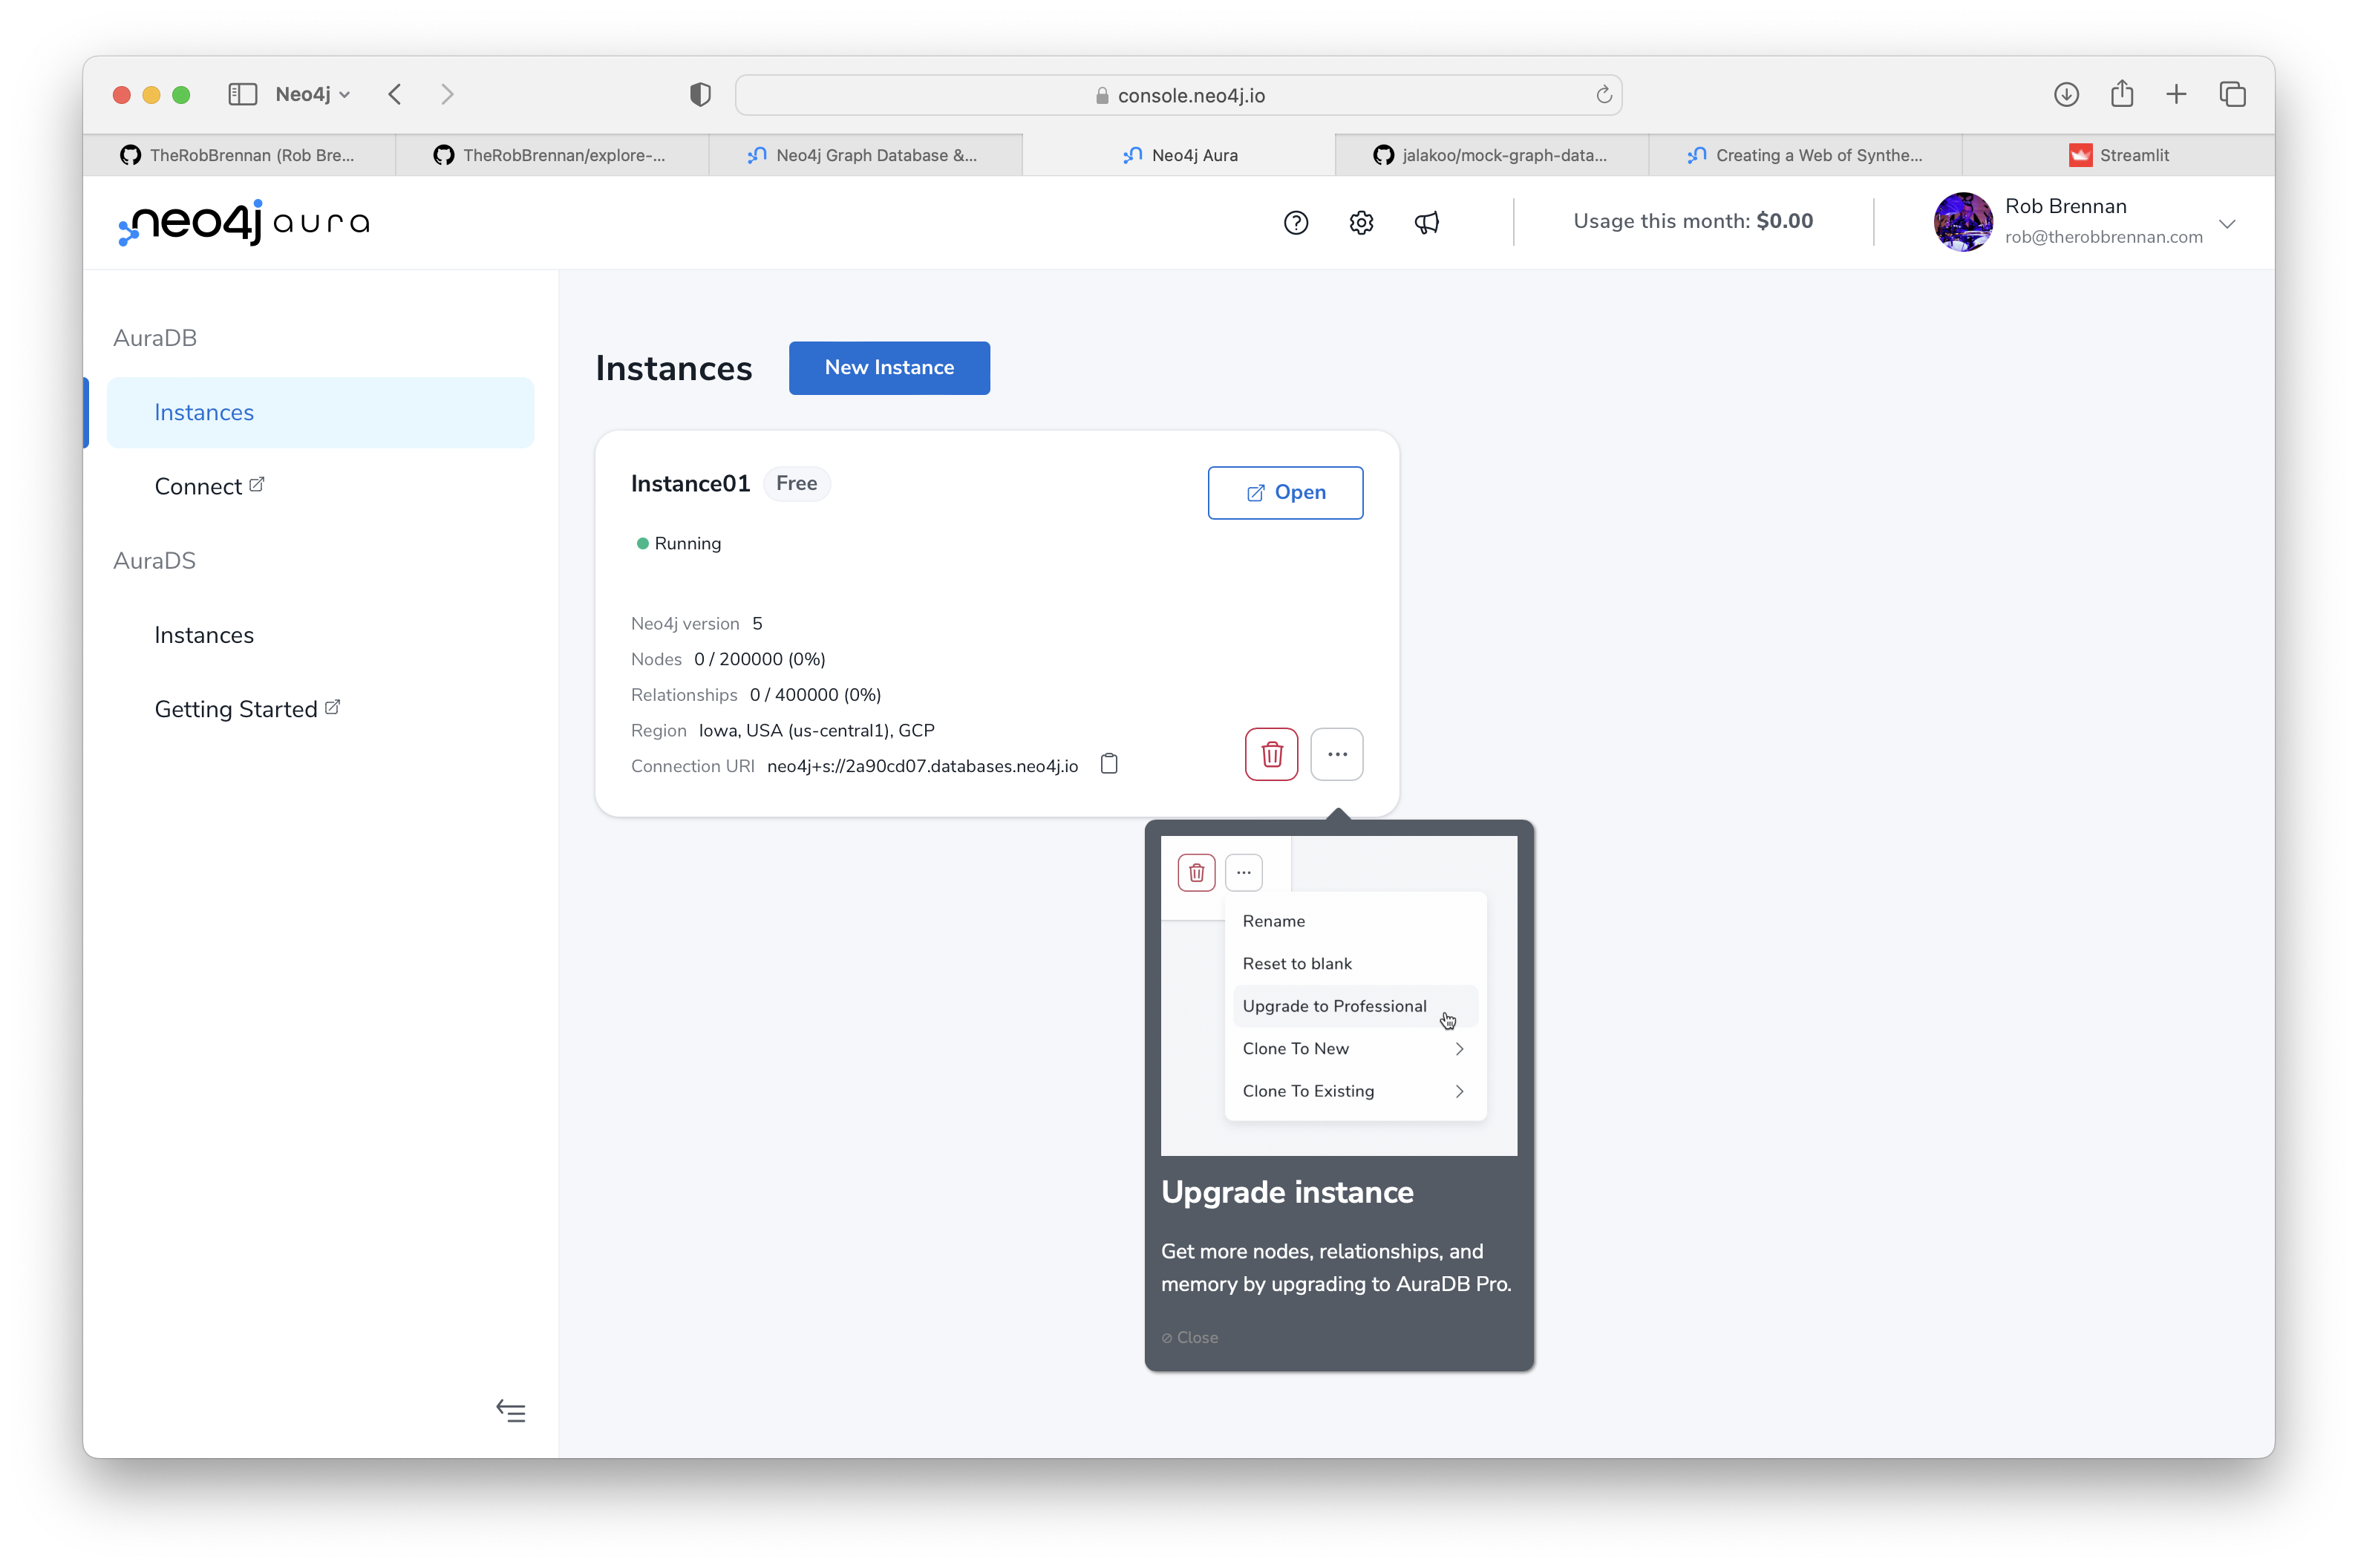 Neo4j
console.neo4j.io
TheRobBrennan (Rob Bre...
TheRobBrennan/explore-...
Neo4j Graph Database &...
Neo4j Aura
jalakoo/mock-graph-data...
Creating a Web of Synthe...
Streamlit
neo4j aura
Usage this month: $0.00
Rob Brennan
rob@therobbrennan.com
AuraDB
Instances
Connect
AuraDS
Instances
Getting Started
Instances
New Instance
Instance01 Free
Open
Running
Neo4j version 5
Nodes 0 / 200000 (0%)
Relationships 0 / 400000 (0%)
Region Iowa, USA (us-central1), GCP
Connection URI neo4j+s://2a90cd07.databases.neo4j.io
Rename
Reset to blank
Upgrade to Professional
Clone To New
Clone To Existing
Upgrade instance
Get more nodes, relationships, and
memory by upgrading to AuraDB Pro.
Close